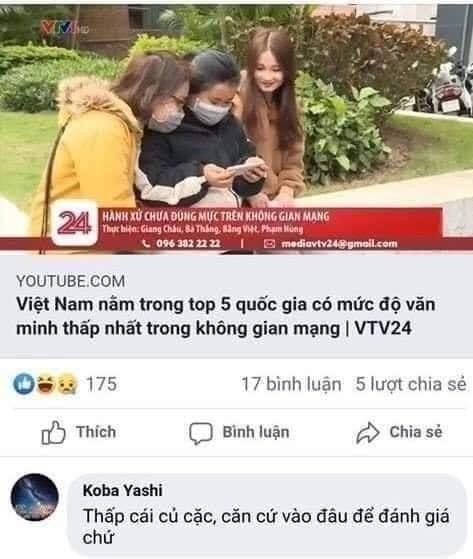 VTV1 HD
24
HÀNH XỬ CHƯA ĐÚNG MỰC TRÊN KHÔNG GIAN MẠNG
Thực hiện: Giang Châu, Bá Thắng, Bằng Việt, Phạm Hùng
096 382 22 22 | mediavtv24@gmail.com
YOUTUBE.COM
Việt Nam nằm trong top 5 quốc gia có mức độ văn
minh thấp nhất trong không gian mạng | VTV24
175 17 bình luận 5 lượt chia sẻ
Thích Bình luận Chia sẻ
Koba Yashi
Thấp cái củ cặc, căn cứ vào đâu để đánh giá
chứ